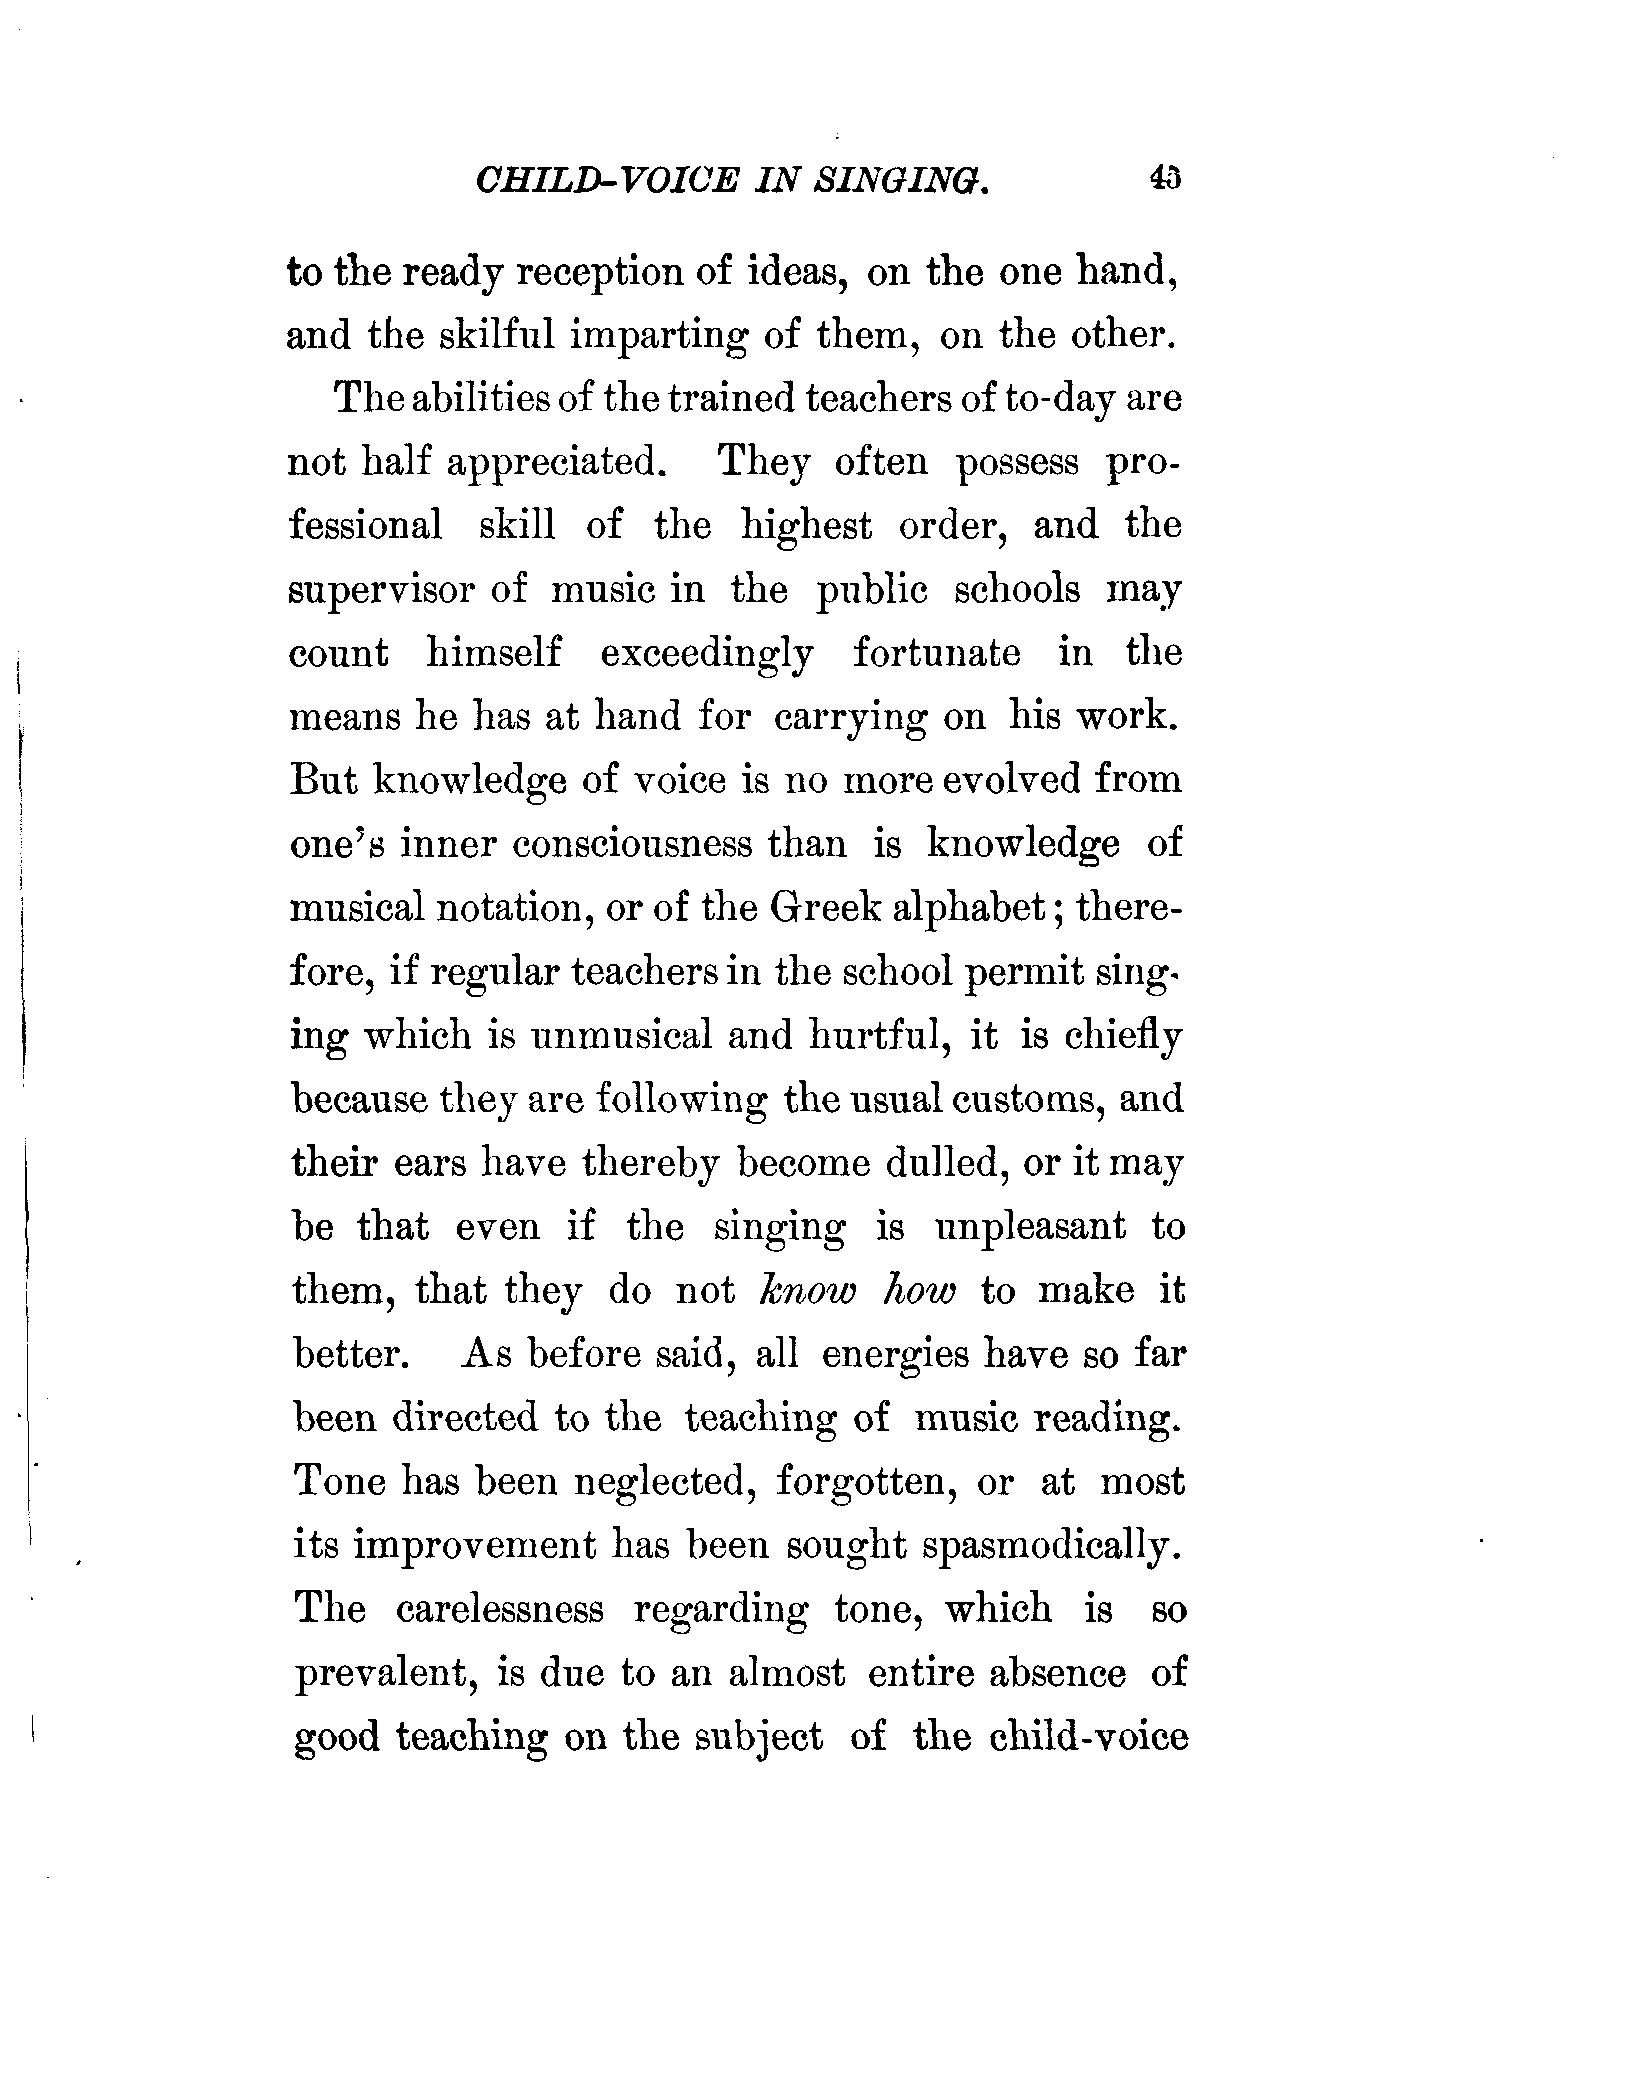 CHILD-VOICE IN SINGING.
to the ready reception of ideas, on the one hand,
and the skilful imparting of them, on the other.
The abilities of the trained teachers of to-day are
not half appreciated. They often possess pro-
fessional skill of the highest order, and the
supervisor of music in the public schools may
count himself exceedingly fortunate in the
means he has at hand for carrying on his work.
But knowledge of voice is no more evolved from
one's inner consciousness than is knowledge of
musical notation, or of the Greek alphabet; there-
fore, if regular teachers in the school permit sing-
ing which is unmusical and hurtful, it is chiefly
because they are following the usual customs, and
their ears have thereby become dulled, or it may
be that even if the singing is unpleasant to
them, that they do not know how to make it
better. As before said, all energies have so far
been directed to the teaching of music reading.
Tone has been neglected, forgotten, or at most
its improvement has been sought spasmodically.
The carelessness regarding tone, which is so
prevalent, is due to an almost entire absence of
good teaching on the subject of the child-voice